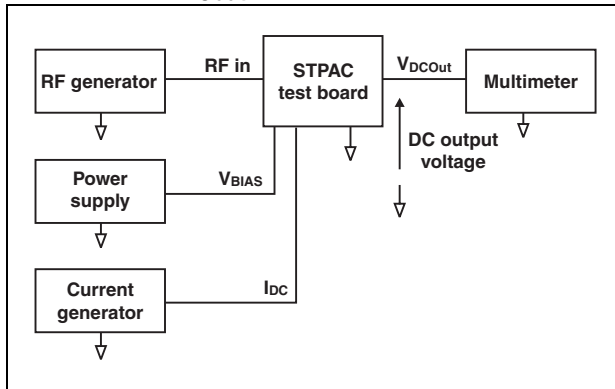 RF generator
RF in
STPAC
test board
VDCOut
Multimeter
DC output
voltage
Power
supply
VBIAS
Current
generator
IDC